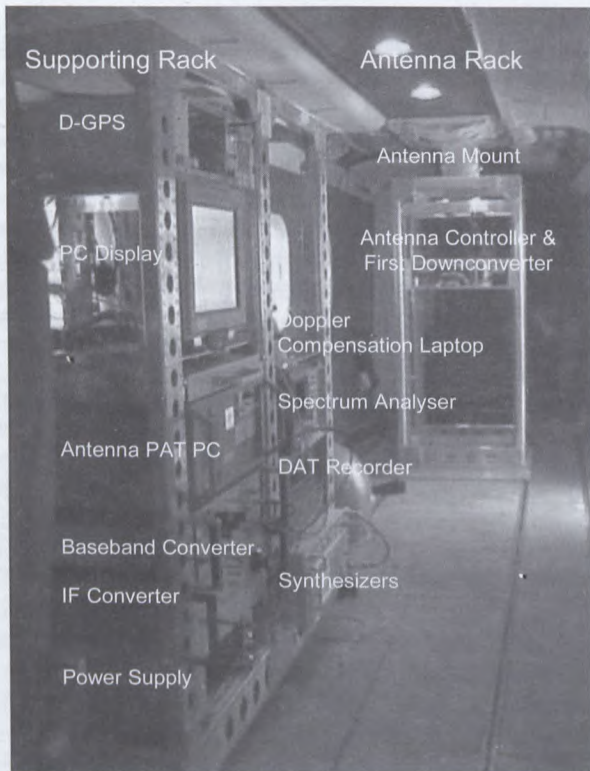 Supporting Rack
Antenna Rack
D-GPS
Antenna Mount
PC Display
Antenna Controller &
First Downconverter
Doppler
Compensation Laptop
Spectrum Analyser
Antenna PAT PC
DAT Recorder
Baseband Converter
Synthesizers
IF Converter
Power Supply